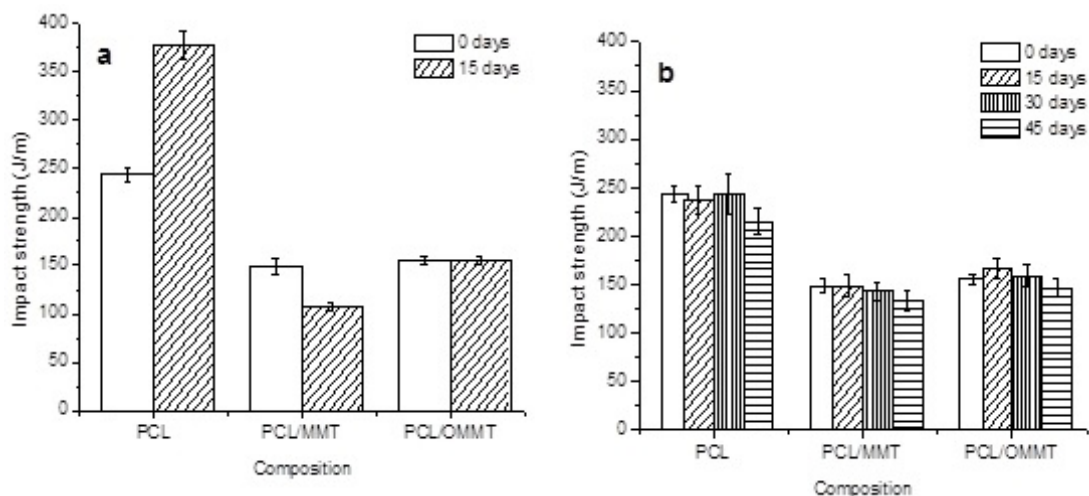 a
0 days
15 days
Impact strength (J/m)
400
350
300
250
200
150
100
50
0
PCL
PCL/MMT
PCL/OMMT
Composition
b
0 days
15 days
30 days
45 days
Impact strength (J/m)
400
350
300
250
200
150
100
50
0
PCL
PCL/MMT
PCL/OMMT
Composition